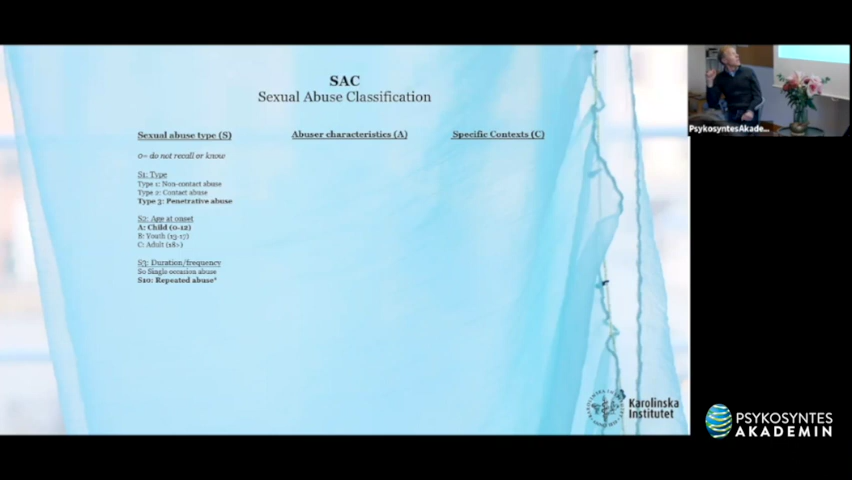 SAC
Sexual Abuse Classification
Sexual abuse type (S)
0= do not recall or know
S1: Type
Type 1: Non-contact abuse
Type 2: Contact abuse
Type 3: Penetrative abuse
S2: Age at onset
A: Child (0-12)
B: Youth (13-17)
C: Adult (18>)
S3: Duration/frequency
So Single occasion abuse
S10: Repeated abuse*
Abuser characteristics (A)
Specific Contexts (C)
PsykosyntesAkade...
Karolinska
Institutet
PSYKOSYNTES
AKADEMIN